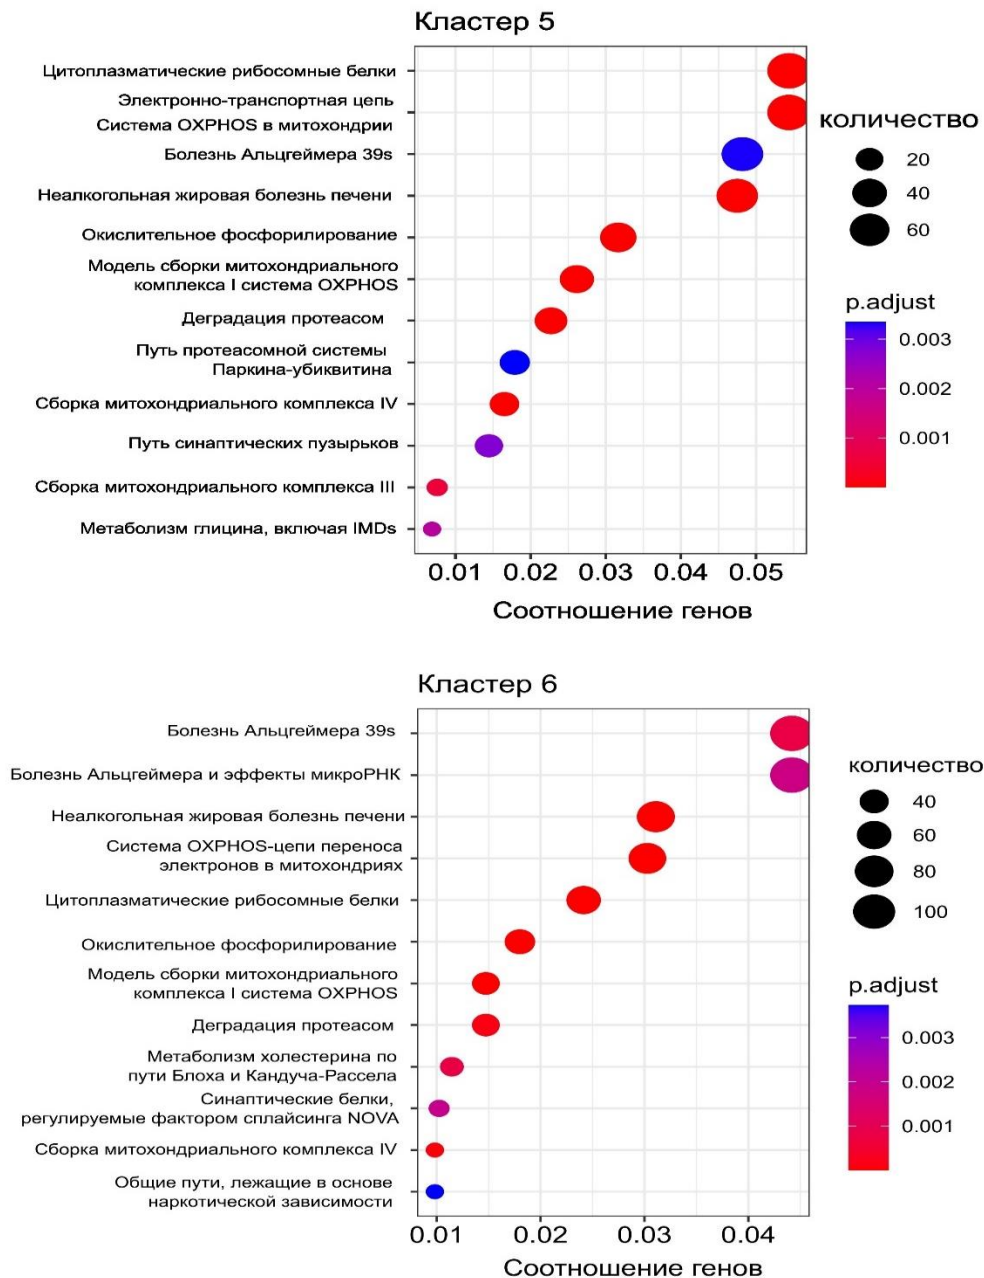 Кластер 5
Цитоплазматические рибосомные белки
Электронно-транспортная цепь
Система OXPHOS в митохондрии
Болезнь Альцгеймера 39s
Неалкогольная жировая болезнь печени
Окислительное фосфорилирование
Модель сборки митохондриального
комплекса I система OXPHOS
Деградация протеасом
Путь протеасомной системы
Паркина-убиквитина
Сборка митохондриального комплекса IV
Путь синаптических пузырьков
Сборка митохондриального комплекса III
Метаболизм глицина, включая IMDs
0.01 0.02 0.03 0.04 0.05
Соотношение генов
количество
20
40
60
p.adjust
0.003
0.002
0.001
Кластер 6
Болезнь Альцгеймера 39s
Болезнь Альцгеймера и эффекты микроРНК
Неалкогольная жировая болезнь печени
Система OXPHOS-цепи переноса
электронов в митохондриях
Цитоплазматические рибосомные белки
Окислительное фосфорилирование
Модель сборки митохондриального
комплекса I система OXPHOS
Деградация протеасом
Метаболизм холестерина по
пути Блоха и Кандуча-Рассела
Синаптические белки,
регулируемые фактором сплайсинга NOVA
Сборка митохондриального комплекса IV
Общие пути, лежащие в основе
наркотической зависимости
0.01 0.02 0.03 0.04
Соотношение генов
количество
40
60
80
100
p.adjust
0.003
0.002
0.001